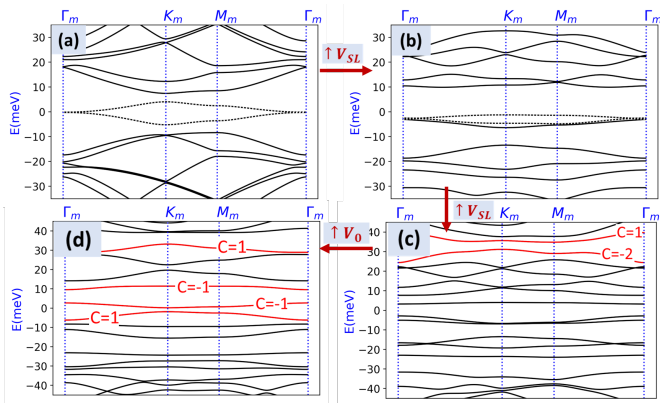 Γm Km Mm Γm
(a)
E(meV)
30
20
10
0
−10
−20
−30
↑ VSL
Γm Km Mm Γm
(b)
E(meV)
30
20
10
0
−10
−20
−30
↑ VSL
Γm Km Mm Γm
(d)
E(meV)
40
30
20
10
0
−10
−20
−30
−40
C=1
C=-1
C=-1
C=1
↑ V0
Γm Km Mm Γm
(c)
E(meV)
40
30
20
10
0
−10
−20
−30
−40
C=1
C=-2